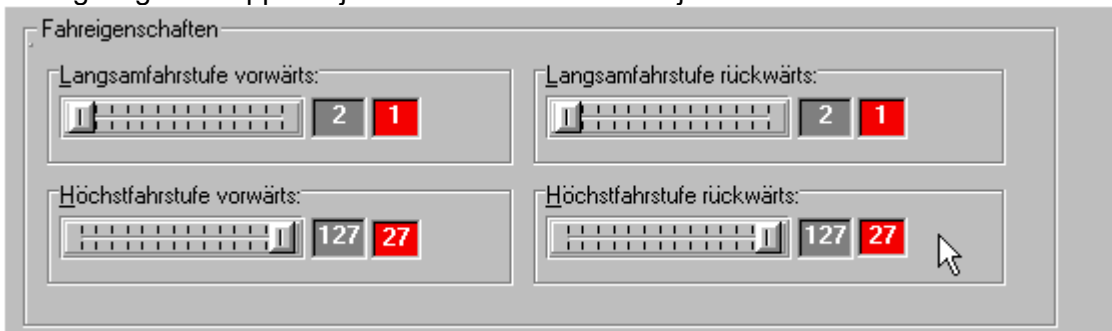 Fahreigenschaften
Langsamfahrstufe vorwärts:
2 1
Langsamfahrstufe rückwärts:
2 1
Höchstfahrstufe vorwärts:
127 27
Höchstfahrstufe rückwärts:
127 27